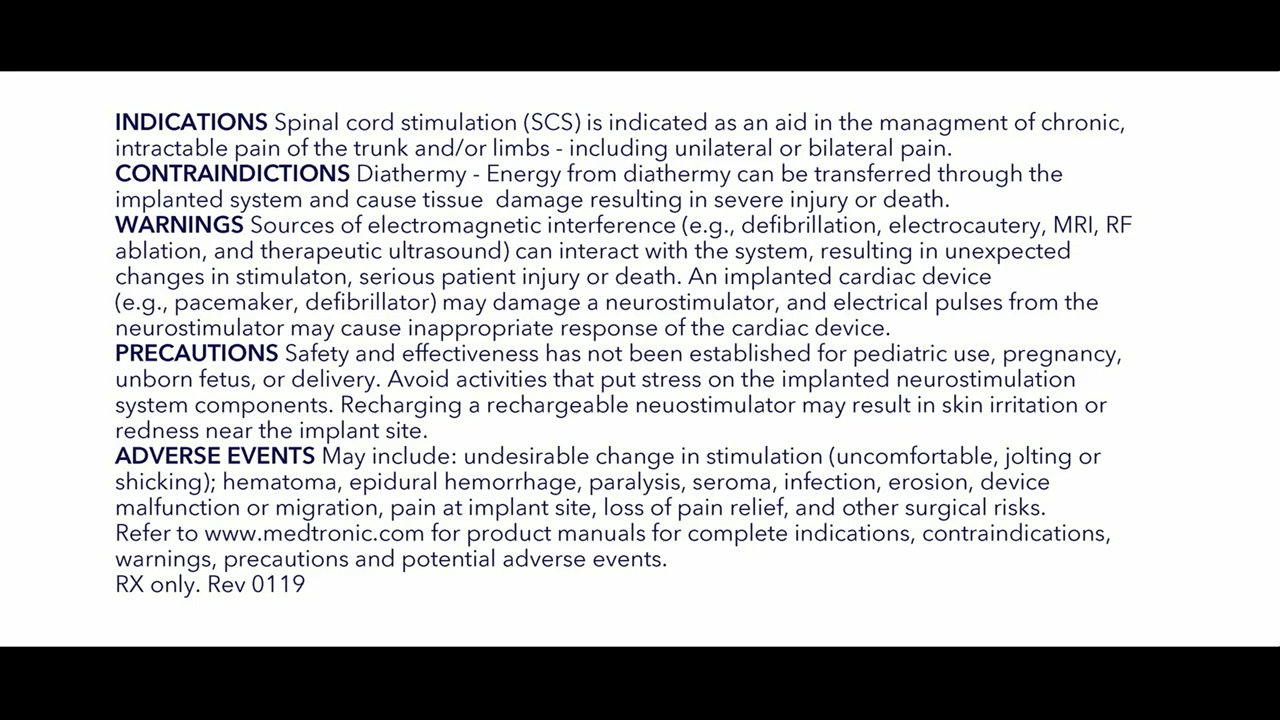 INDICATIONS Spinal cord stimulation (SCS) is indicated as an aid in the managment of chronic,
intractable pain of the trunk and/or limbs - including unilateral or bilateral pain.
CONTRAINDICTIONS Diathermy - Energy from diathermy can be transferred through the
implanted system and cause tissue  damage resulting in severe injury or death.
WARNINGS Sources of electromagnetic interference (e.g., defibrillation, electrocautery, MRI, RF
ablation, and therapeutic ultrasound) can interact with the system, resulting in unexpected
changes in stimulaton, serious patient injury or death. An implanted cardiac device
(e.g., pacemaker, defibrillator) may damage a neurostimulator, and electrical pulses from the
neurostimulator may cause inappropriate response of the cardiac device.
PRECAUTIONS Safety and effectiveness has not been established for pediatric use, pregnancy,
unborn fetus, or delivery. Avoid activities that put stress on the implanted neurostimulation
system components. Recharging a rechargeable neuostimulator may result in skin irritation or
redness near the implant site.
ADVERSE EVENTS May include: undesirable change in stimulation (uncomfortable, jolting or
shicking); hematoma, epidural hemorrhage, paralysis, seroma, infection, erosion, device
malfunction or migration, pain at implant site, loss of pain relief, and other surgical risks.
Refer to www.medtronic.com for product manuals for complete indications, contraindications,
warnings, precautions and potential adverse events.
RX only. Rev 0119